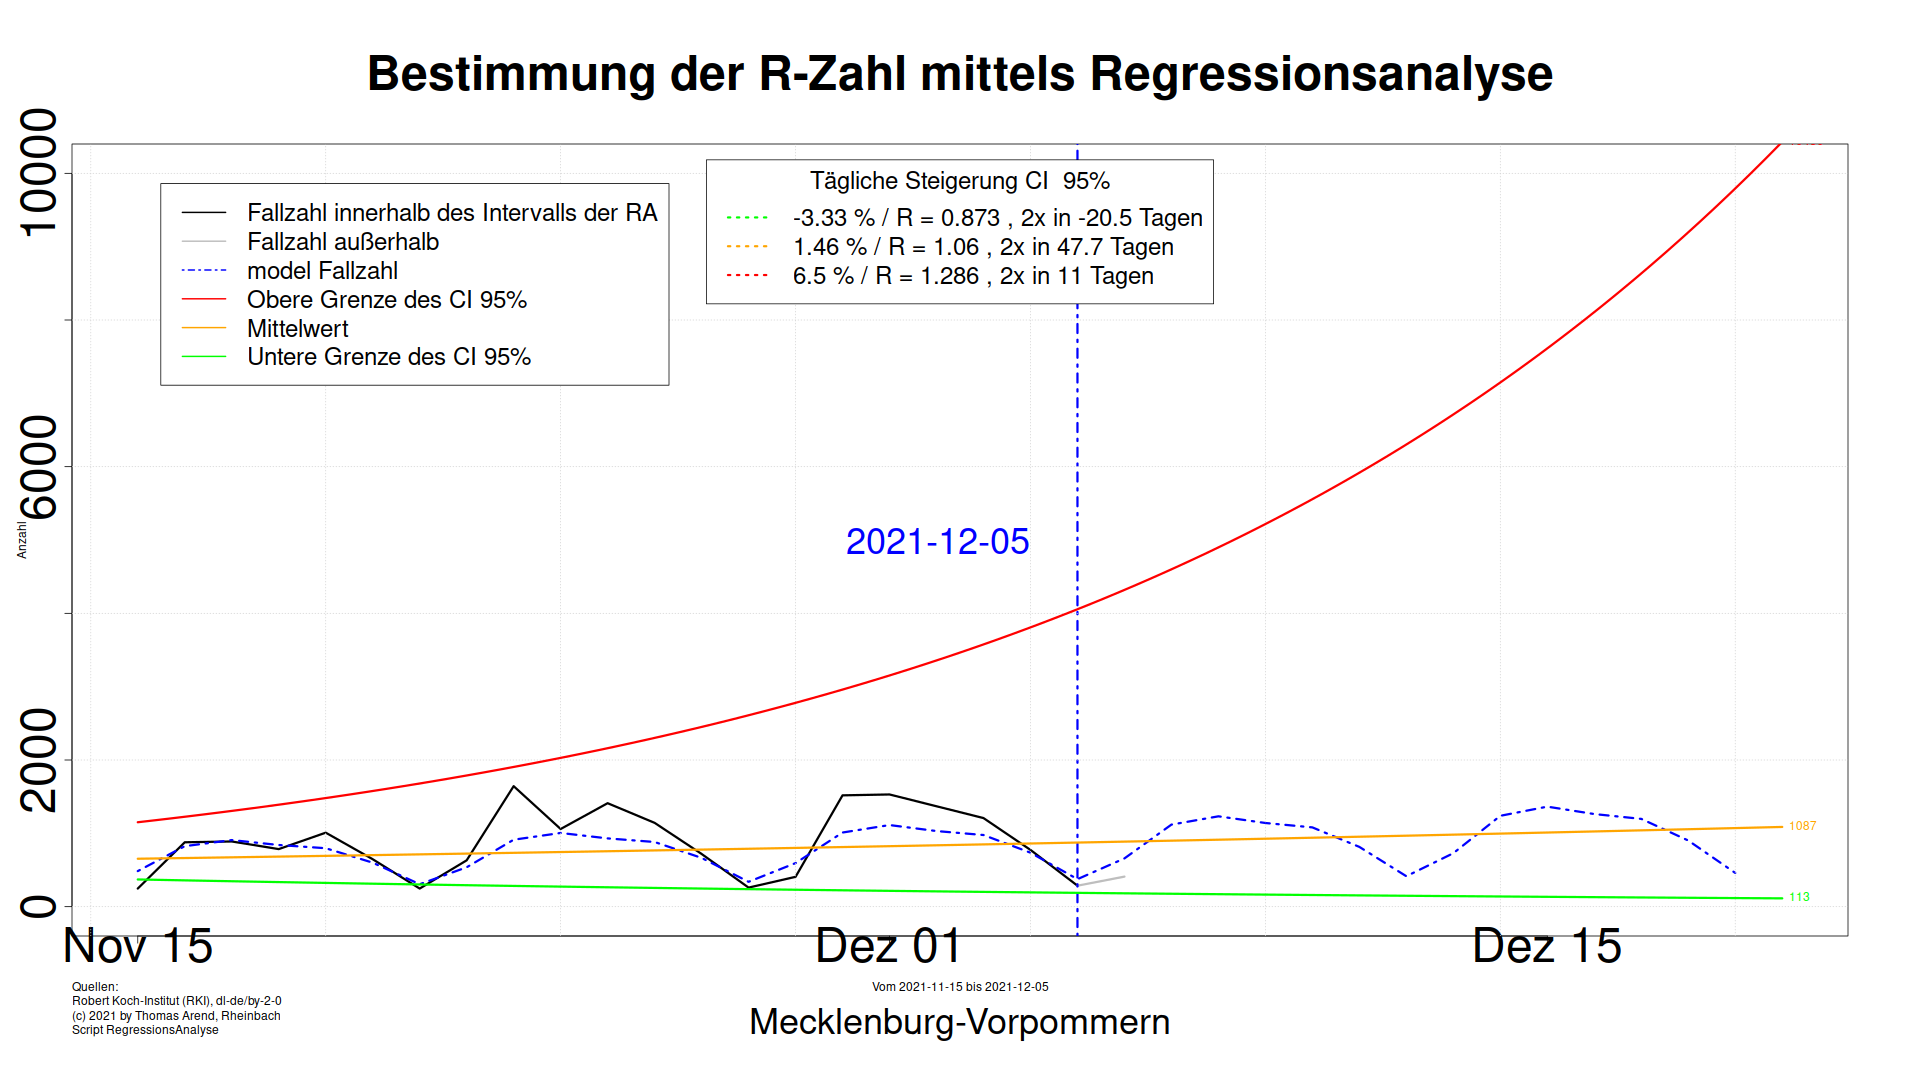 Bestimmung der R-Zahl mittels Regressionsanalyse
10000
6000
2000
0
Anzahl
Fallzahl innerhalb des Intervalls der RA
Fallzahl außerhalb
model Fallzahl
Obere Grenze des CI 95%
Mittelwert
Untere Grenze des CI 95%
Tägliche Steigerung CI 95%
-3.33 % / R = 0.873 , 2x in -20.5 Tagen
1.46 % / R = 1.06 , 2x in 47.7 Tagen
6.5 % / R = 1.286 , 2x in 11 Tagen
2021-12-05
1087
113
Nov 15
Dez 01
Dez 15
Quellen:
Robert Koch-Institut (RKI), dl-de/by-2-0
(c) 2021 by Thomas Arend, Rheinbach
Script RegressionsAnalyse
Vom 2021-11-15 bis 2021-12-05
Mecklenburg-Vorpommern